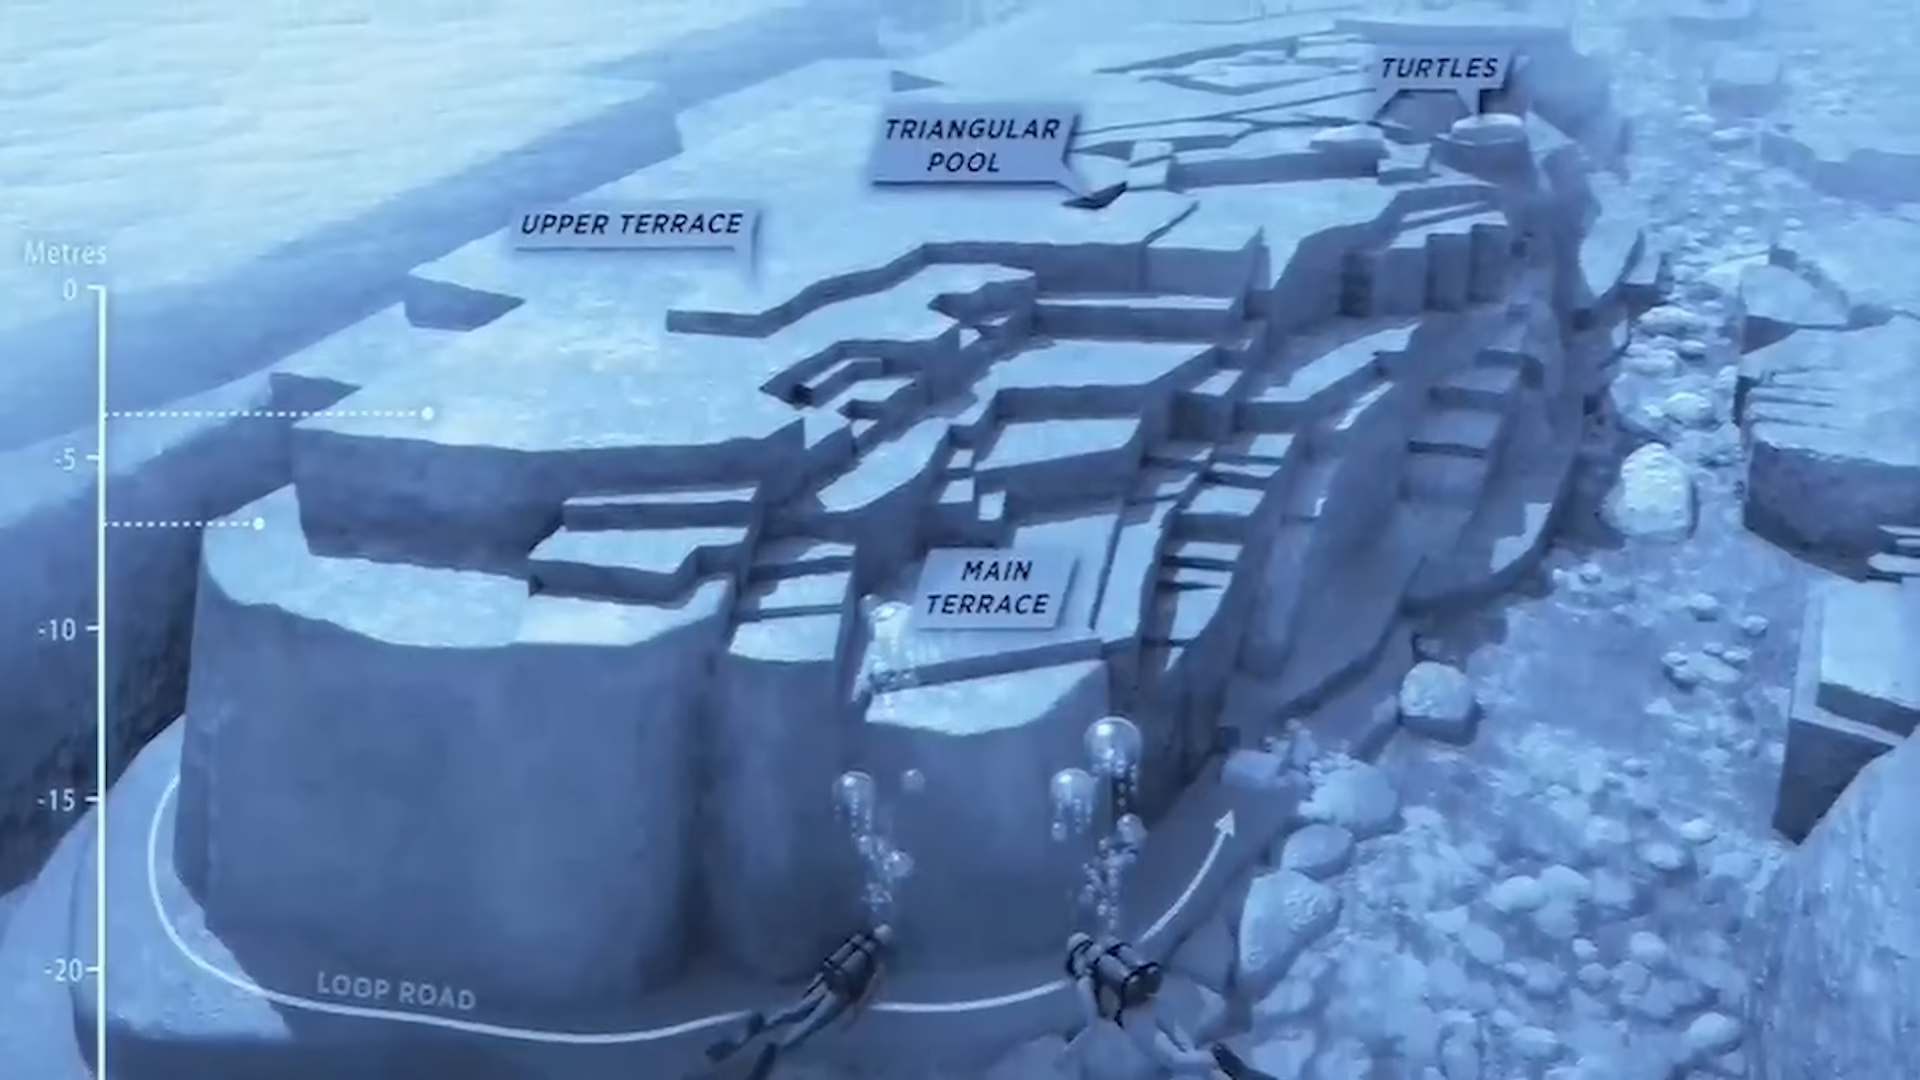 TURTLES
TRIANGULAR
POOL
UPPER TERRACE
Metres
0
-5
MAIN
TERRACE
-10
-15
-20
LOOP ROAD